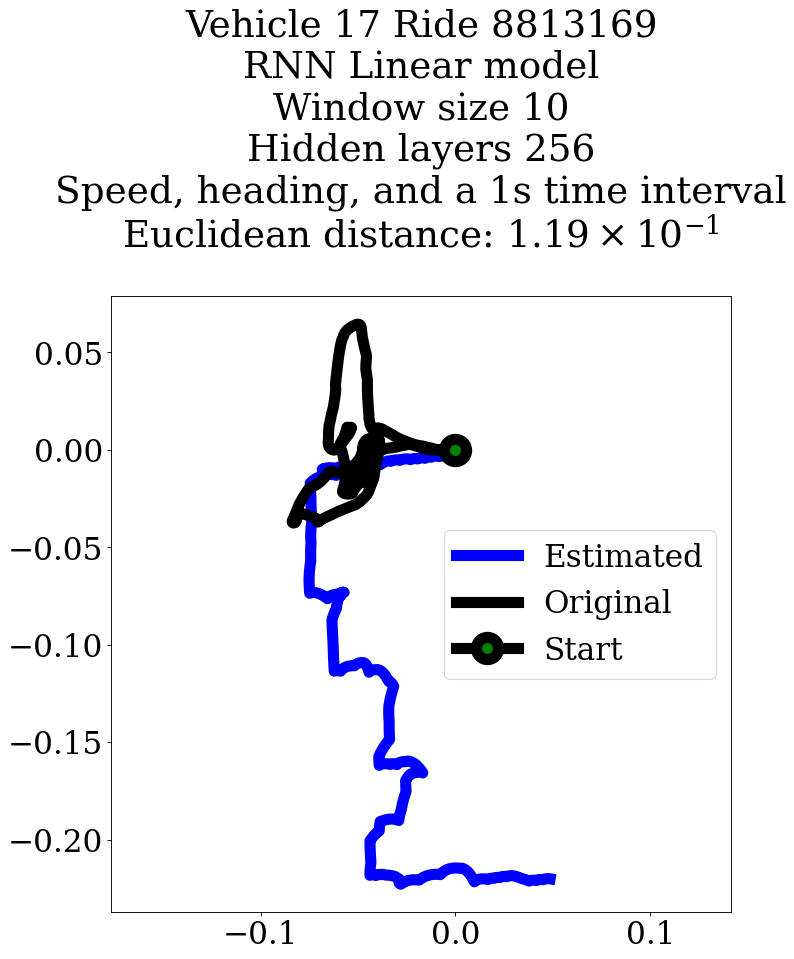 Vehicle 17 Ride 8813169
RNN Linear model
Window size 10
Hidden layers 256
Speed, heading, and a 1s time interval
Euclidean distance: 1.19 × 10⁻¹
0.05
0.00
−0.05
−0.10
−0.15
−0.20
Estimated
Original
Start
−0.1
0.0
0.1